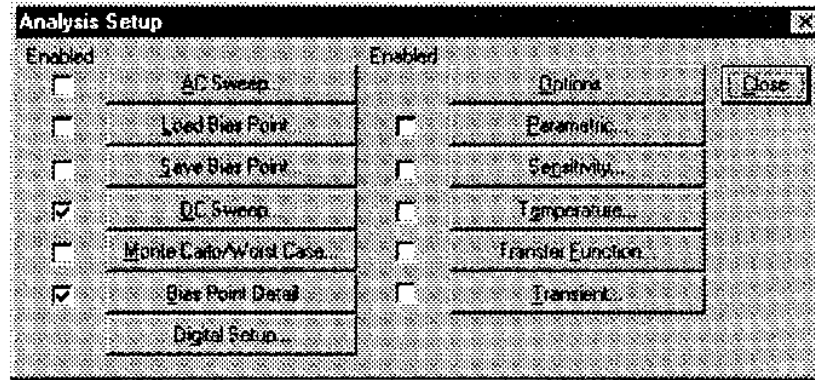 Analysis Setup
Enabled
Enabled
AC Sweep...
Options...
Close
Load Bias Point...
Parametric...
Save Bias Point...
Sensitivity...
DC Sweep...
Temperature...
Monte Carlo/Worst Case...
Transfer Function...
Bias Point Detail
Transient...
Digital Setup...